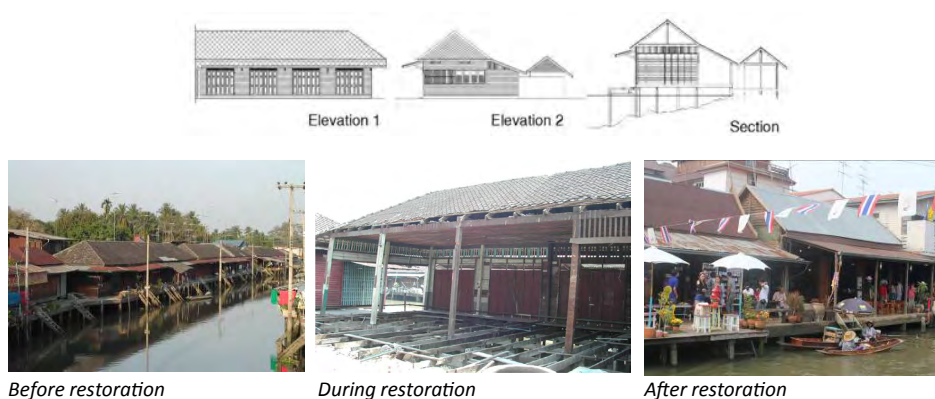 Elevation 1
Elevation 2
Section
Before restoration
During restoration
After restoration